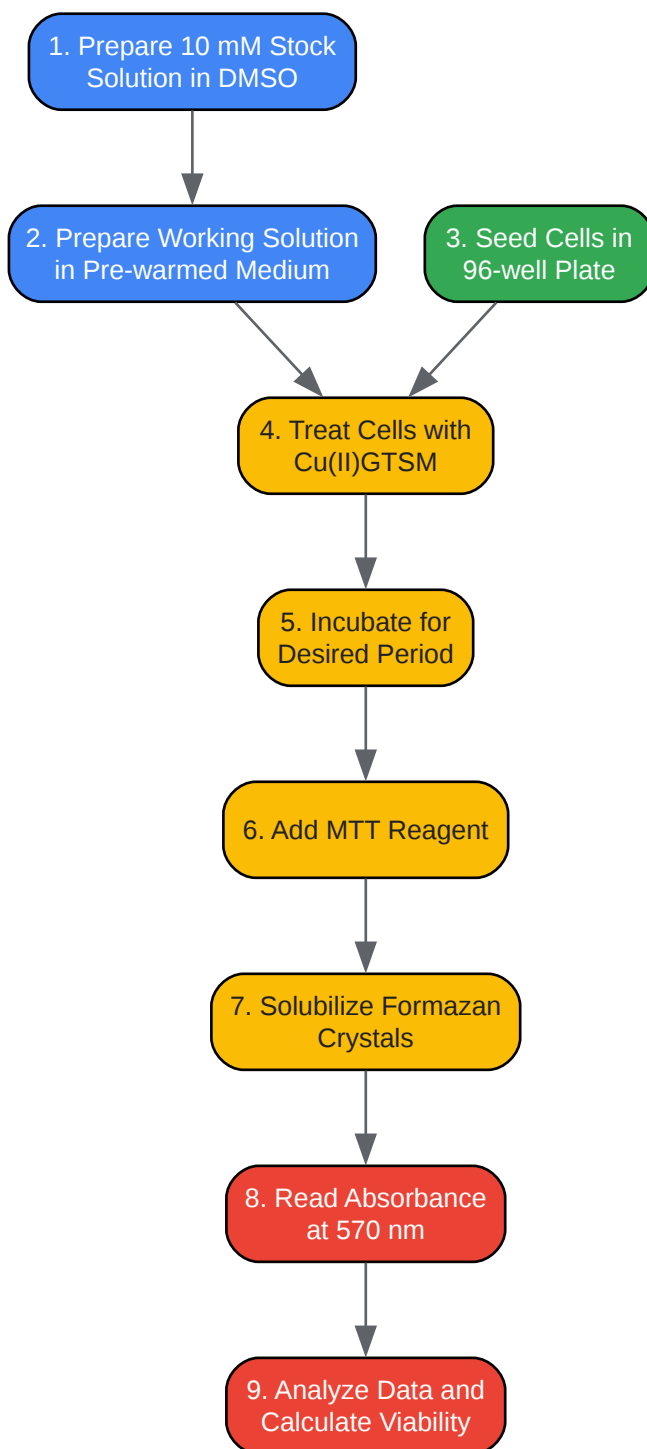 1. Prepare 10 mM Stock
Solution in DMSO
2. Prepare Working Solution
in Pre-warmed Medium
3. Seed Cells in
96-well Plate
4. Treat Cells with
Cu(II)GTSM
5. Incubate for
Desired Period
6. Add MTT Reagent
7. Solubilize Formazan
Crystals
8. Read Absorbance
at 570 nm
9. Analyze Data and
Calculate Viability